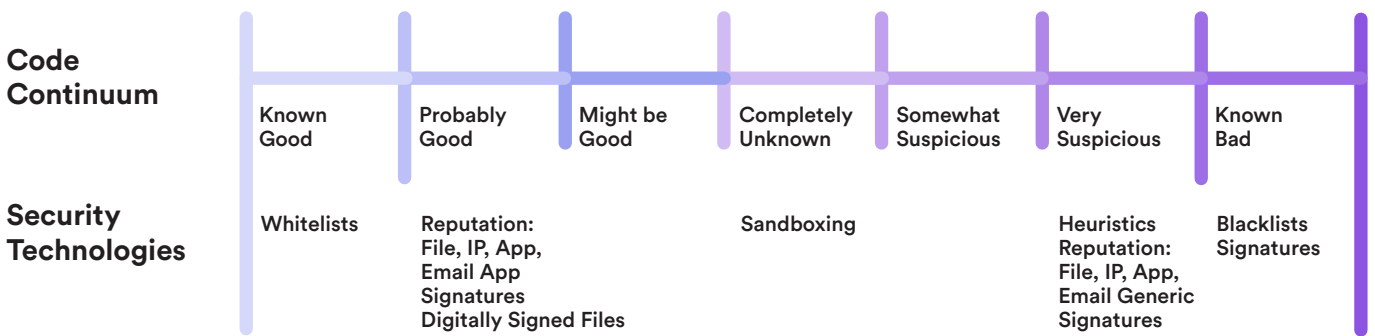 Code
Continuum
Known
Good
Probably
Good
Might be
Good
Completely
Unknown
Somewhat
Suspicious
Very
Suspicious
Known
Bad
Security
Technologies
Whitelists
Reputation:
File, IP, App,
Email App
Signatures
Digitally Signed Files
Sandboxing
Heuristics
Reputation:
File, IP, App,
Email Generic
Signatures
Blacklists
Signatures